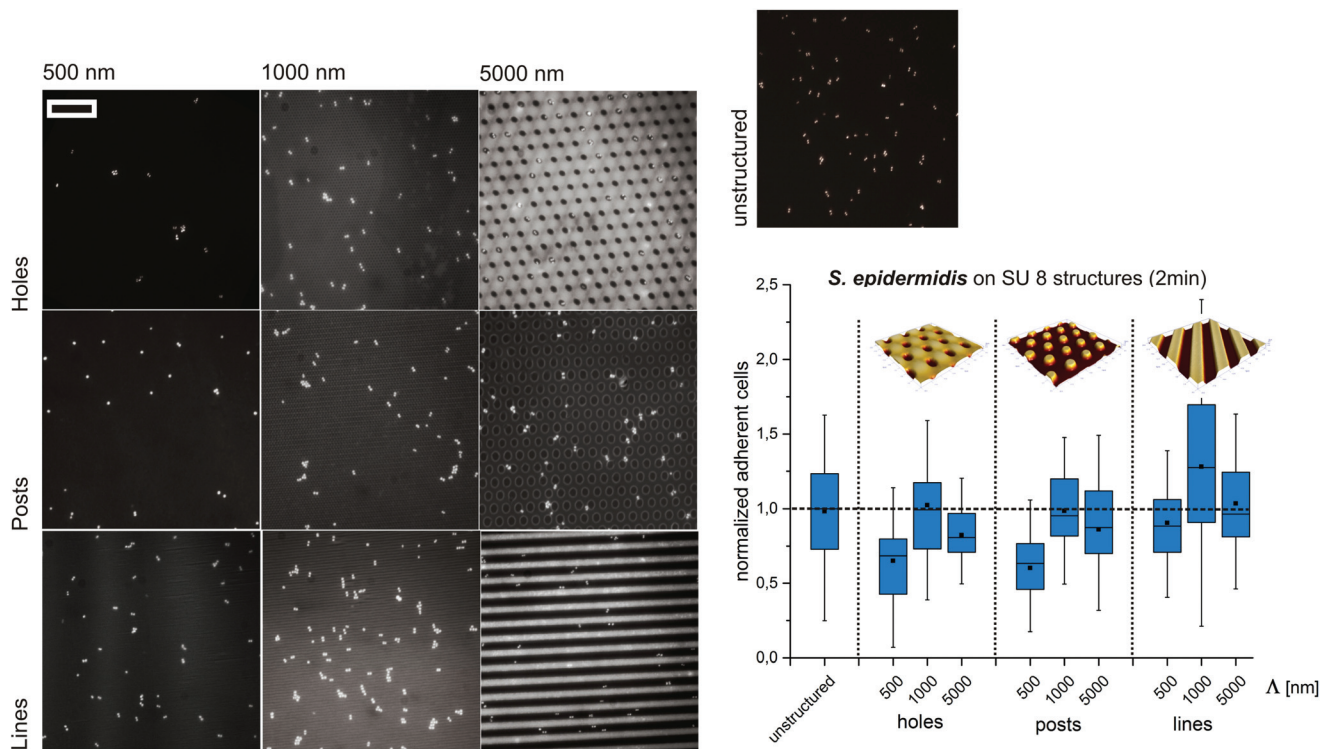 500 nm
1000 nm
5000 nm
Holes
Posts
Lines
unstructured
S. epidermidis on SU 8 structures (2min)
normalized adherent cells
2,5
2,0
1,5
1,0
0,5
0,0
unstructured
500
1000
5000
500
1000
5000
500
1000
5000
Λ [nm]
holes
posts
lines